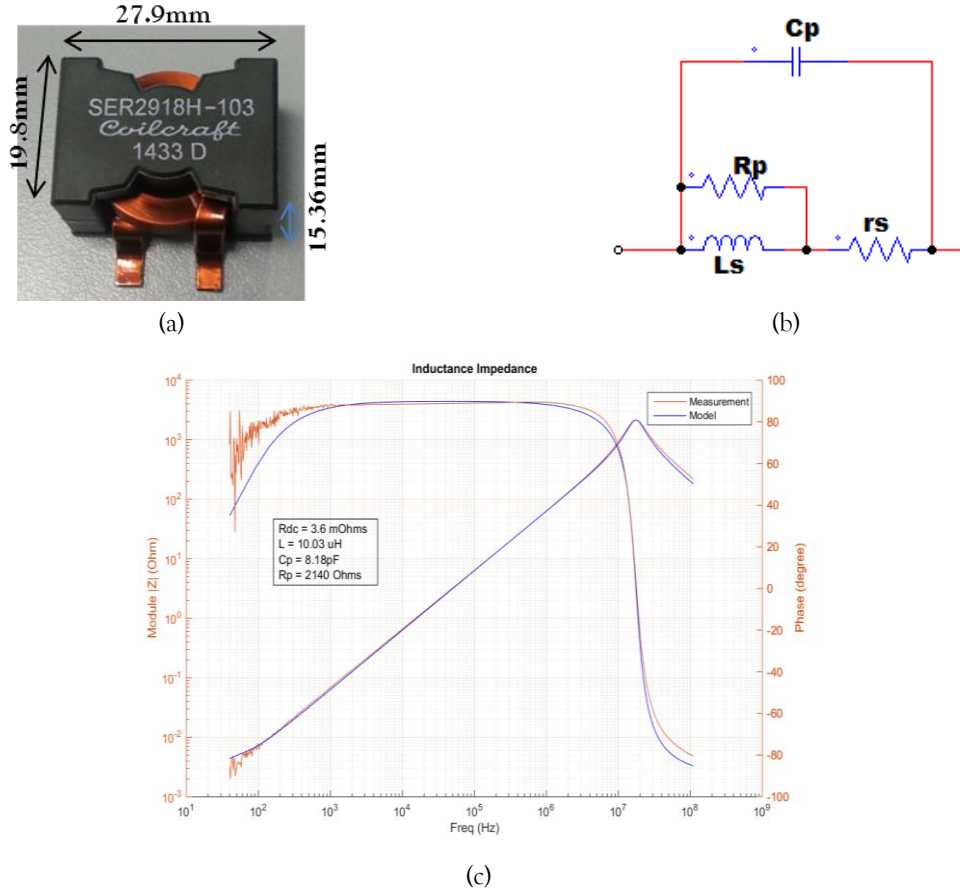 27.9mm
19.8mm
SER2918H-103
Coilcraft
1433 D
15.36mm
(a)
Cp
Rp
Ls
rs
(b)
Inductance Impedance
Measurement
Model
Rdc = 3.6 mOhms
L = 10.03 uH
Cp = 8.18pF
Rp = 2140 Ohms
Module |Z| (Ohm)
10^4
10^3
10^2
10^1
10^0
10^-1
10^-2
10^-3
10^1 10^2 10^3 10^4 10^5 10^6 10^7 10^8 10^9
Freq (Hz)
100
80
60
40
20
0
-20
-40
-60
-80
-100
Phase (degree)
(c)